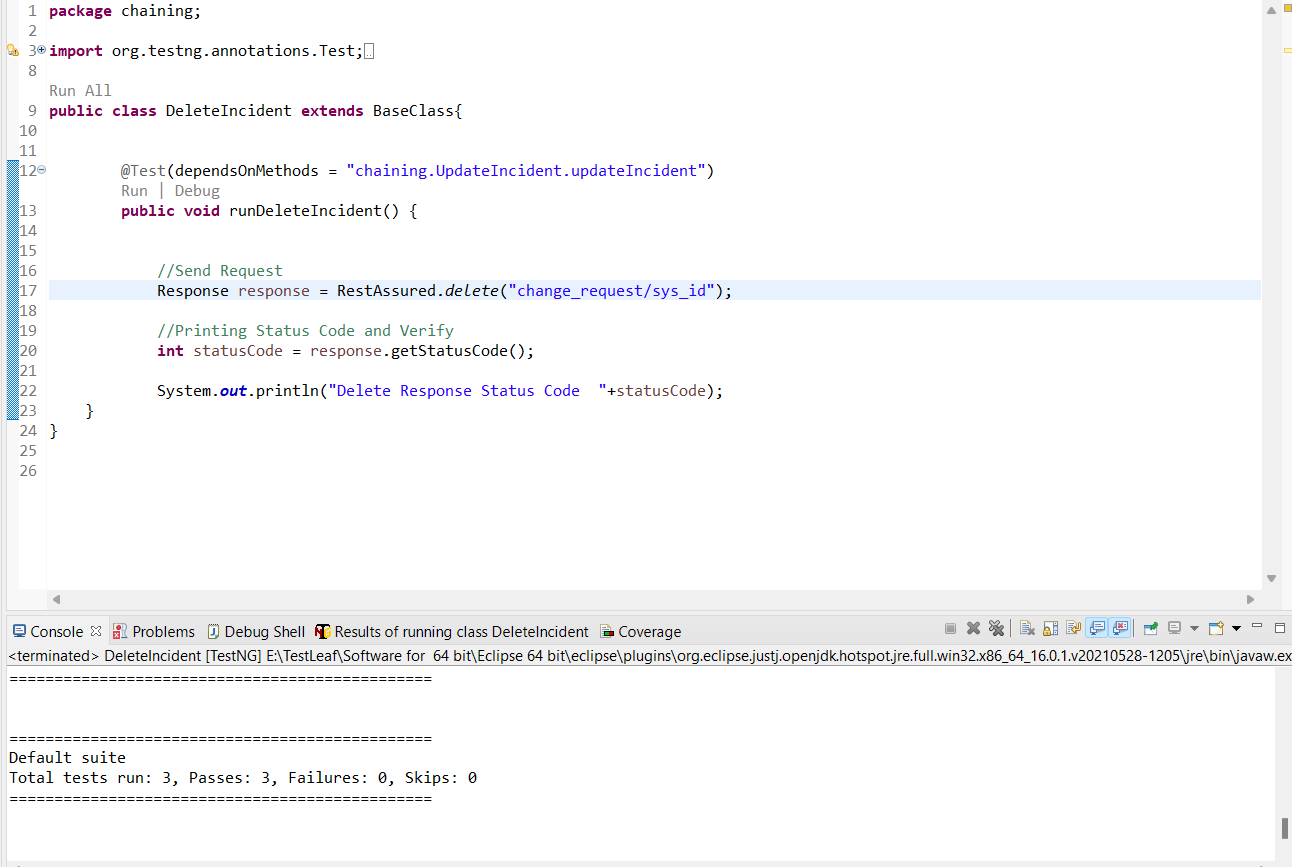 1 package chaining;
2
3 import org.testng.annotations.Test;
8
Run All
9 public class DeleteIncident extends BaseClass{
10
11
12 @Test(dependsOnMethods = "chaining.UpdateIncident.updateIncident")
Run | Debug
13 public void runDeleteIncident() {
14
15
16 //Send Request
17 Response response = RestAssured.delete("change_request/sys_id");
18
19 //Printing Status Code and Verify
20 int statusCode = response.getStatusCode();
21
22 System.out.println("Delete Response Status Code  "+statusCode);
23 }
24 }
25
26
Console Problems Debug Shell Results of running class DeleteIncident Coverage
<terminated> DeleteIncident [TestNG] E:\TestLeaf\Software for  64 bit\Eclipse 64 bit\eclipse\plugins\org.eclipse.justj.openjdk.hotspot.jre.full.win32.x86_64_16.0.1.v20210528-1205\jre\bin\javaw.ex
===============================================
===============================================
Default suite
Total tests run: 3, Passes: 3, Failures: 0, Skips: 0
===============================================